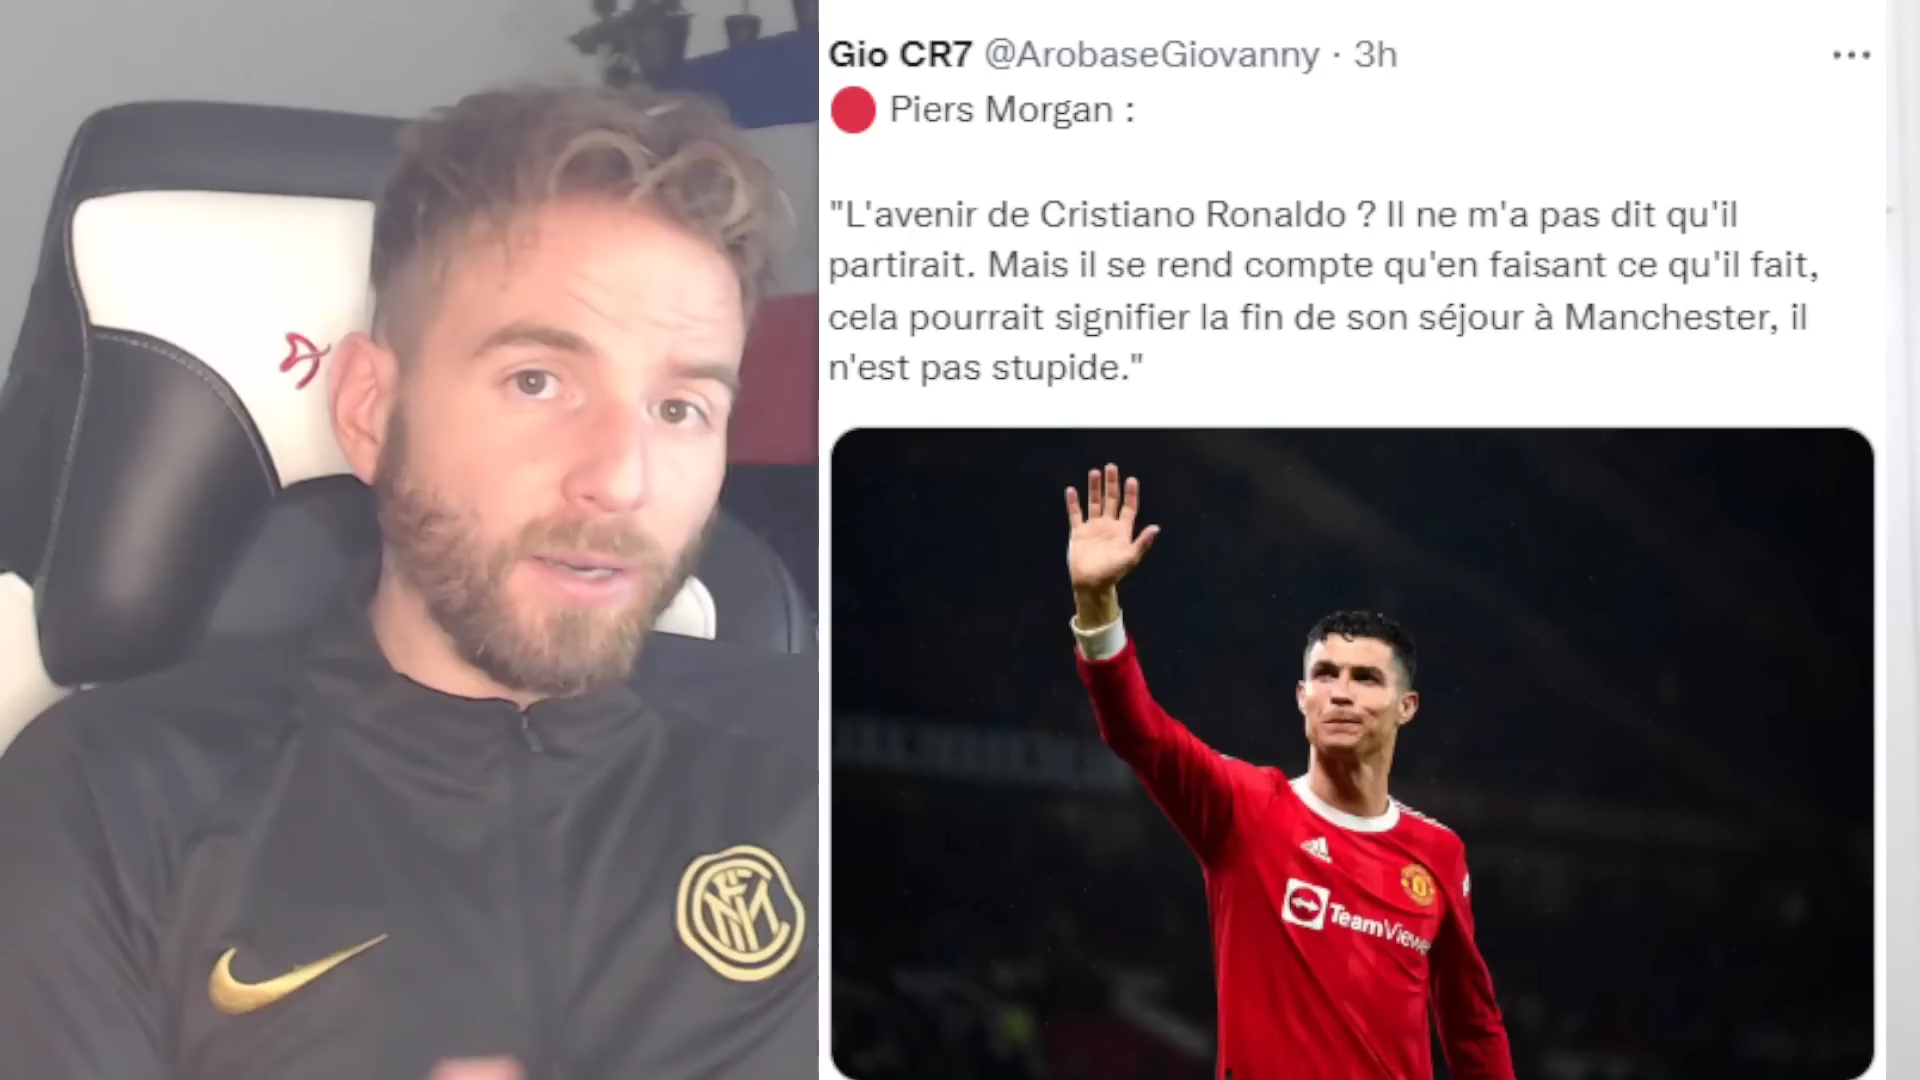 Gio CR7 @ArobaseGiovanny · 3h
Piers Morgan :
"L'avenir de Cristiano Ronaldo ? Il ne m'a pas dit qu'il
partirait. Mais il se rend compte qu'en faisant ce qu'il fait,
cela pourrait signifier la fin de son séjour à Manchester, il
n'est pas stupide."
TeamViewer